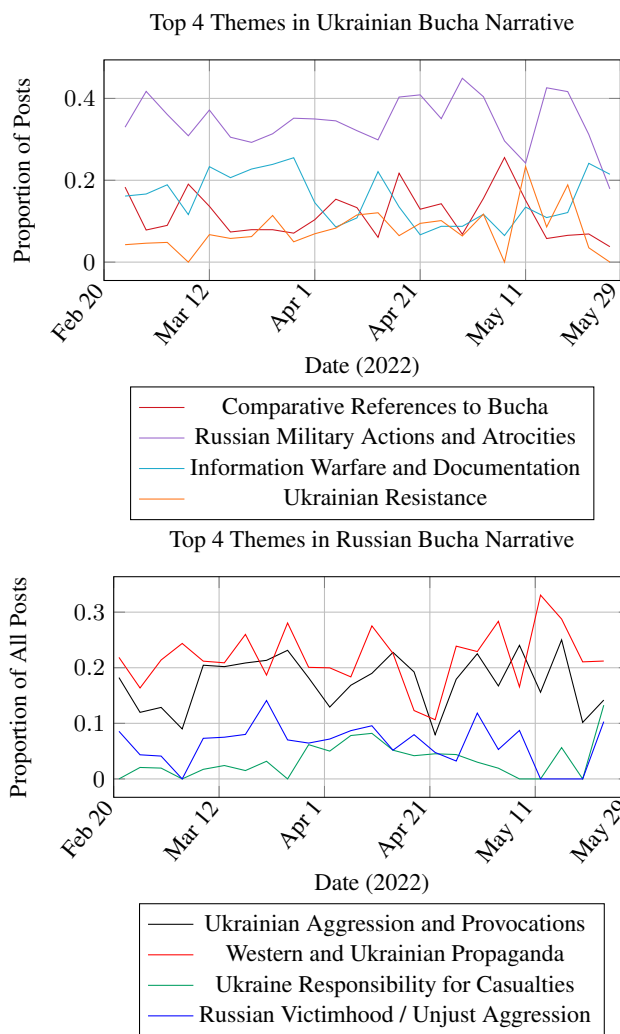 Top 4 Themes in Ukrainian Bucha Narrative
Proportion of Posts
0.4
0.2
0
Feb 20
Mar 12
Apr 1
Apr 21
May 11
May 29
Date (2022)
Comparative References to Bucha
Russian Military Actions and Atrocities
Information Warfare and Documentation
Ukrainian Resistance
Top 4 Themes in Russian Bucha Narrative
Proportion of All Posts
0.3
0.2
0.1
0
Feb 20
Mar 12
Apr 1
Apr 21
May 11
May 29
Date (2022)
Ukrainian Aggression and Provocations
Western and Ukrainian Propaganda
Ukraine Responsibility for Casualties
Russian Victimhood / Unjust Aggression